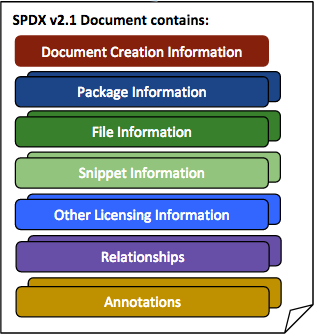 SPDX v2.1 Document contains:
Document Creation Information
Package Information
File Information
Snippet Information
Other Licensing Information
Relationships
Annotations